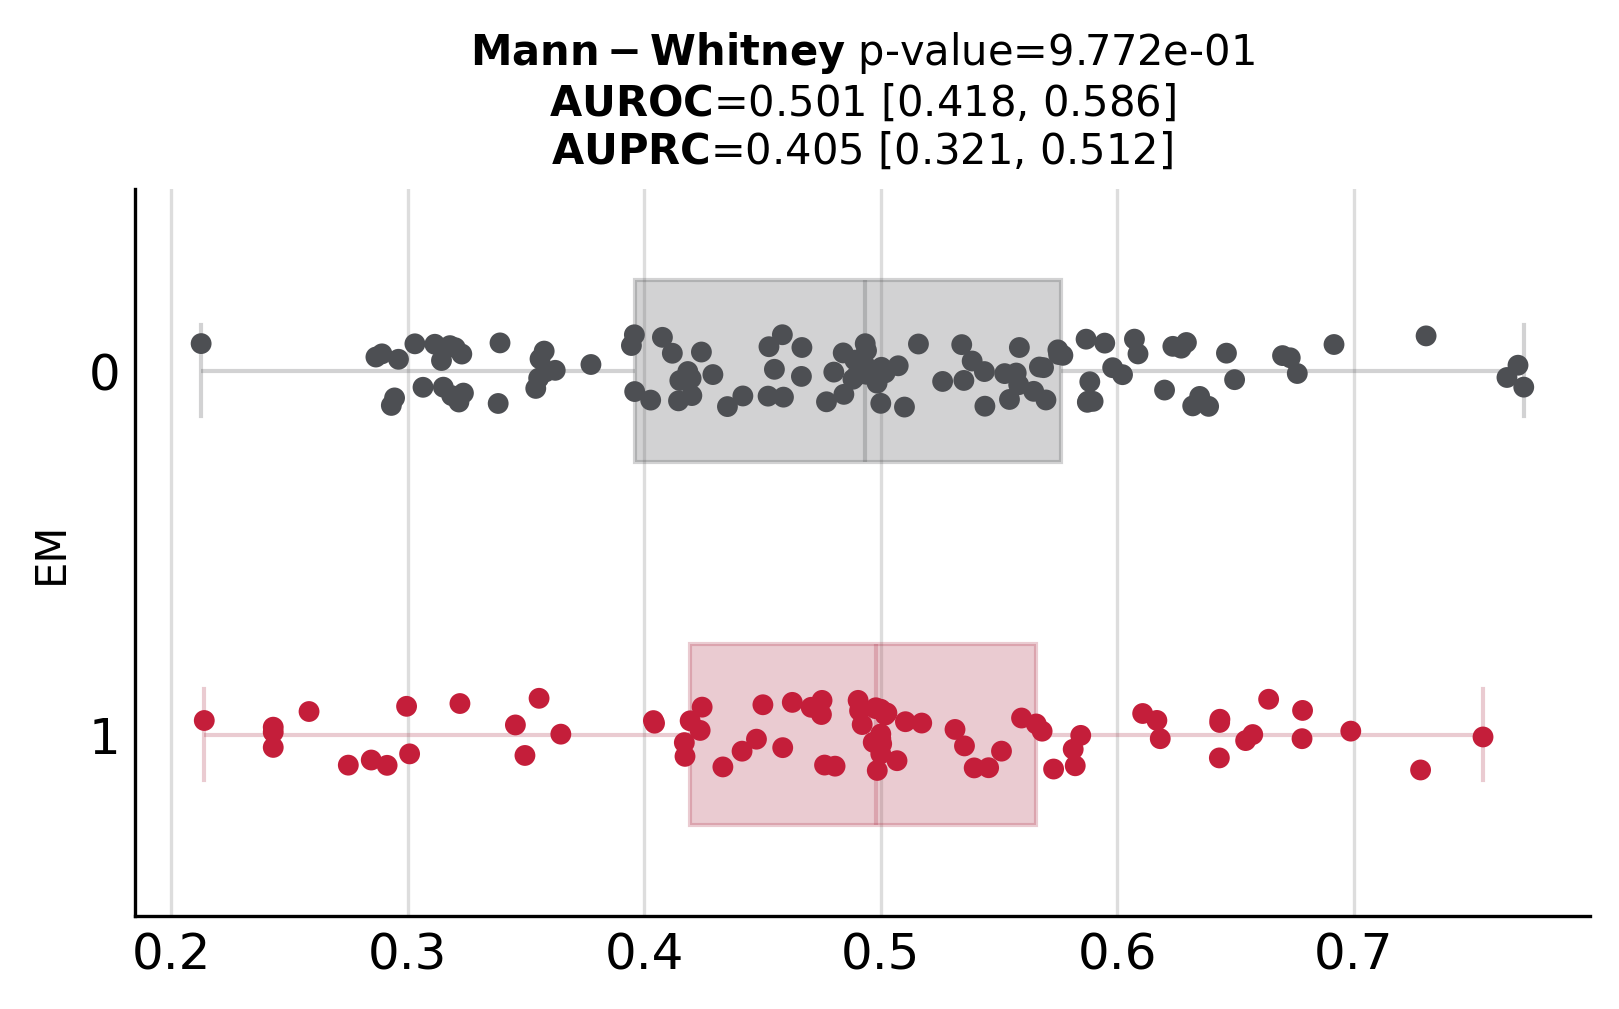 Mann−Whitney p-value=9.772e-01
AUROC=0.501 [0.418, 0.586]
AUPRC=0.405 [0.321, 0.512]
0
EM
1
0.2 0.3 0.4 0.5 0.6 0.7